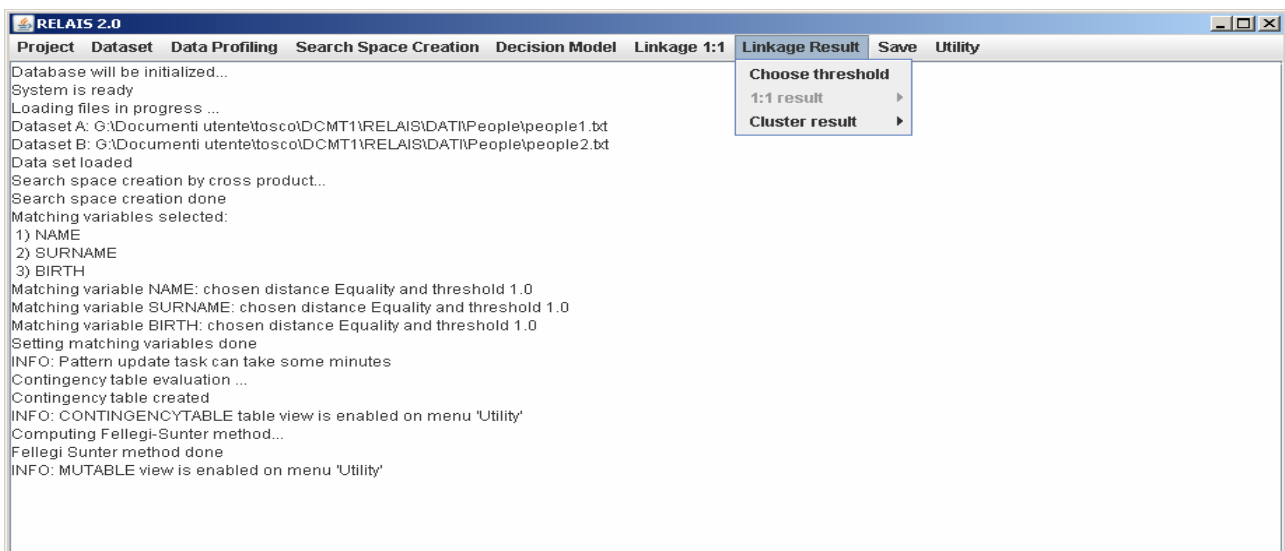 RELAIS 2.0
Project Dataset Data Profiling Search Space Creation Decision Model Linkage 1:1 Linkage Result Save Utility
Choose threshold
1:1 result
Cluster result
Database will be initialized...
System is ready
Loading files in progress ...
Dataset A: G:\Documenti utente\tosco\DCMT1\RELAIS\DATI\People\people1.txt
Dataset B: G:\Documenti utente\tosco\DCMT1\RELAIS\DATI\People\people2.txt
Data set loaded
Search space creation by cross product...
Search space creation done
Matching variables selected:
1) NAME
2) SURNAME
3) BIRTH
Matching variable NAME: chosen distance Equality and threshold 1.0
Matching variable SURNAME: chosen distance Equality and threshold 1.0
Matching variable BIRTH: chosen distance Equality and threshold 1.0
Setting matching variables done
INFO: Pattern update task can take some minutes
Contingency table evaluation ...
Contingency table created
INFO: CONTINGENCYTABLE table view is enabled on menu 'Utility'
Computing Fellegi-Sunter method...
Fellegi Sunter method done
INFO: MUTABLE view is enabled on menu 'Utility'